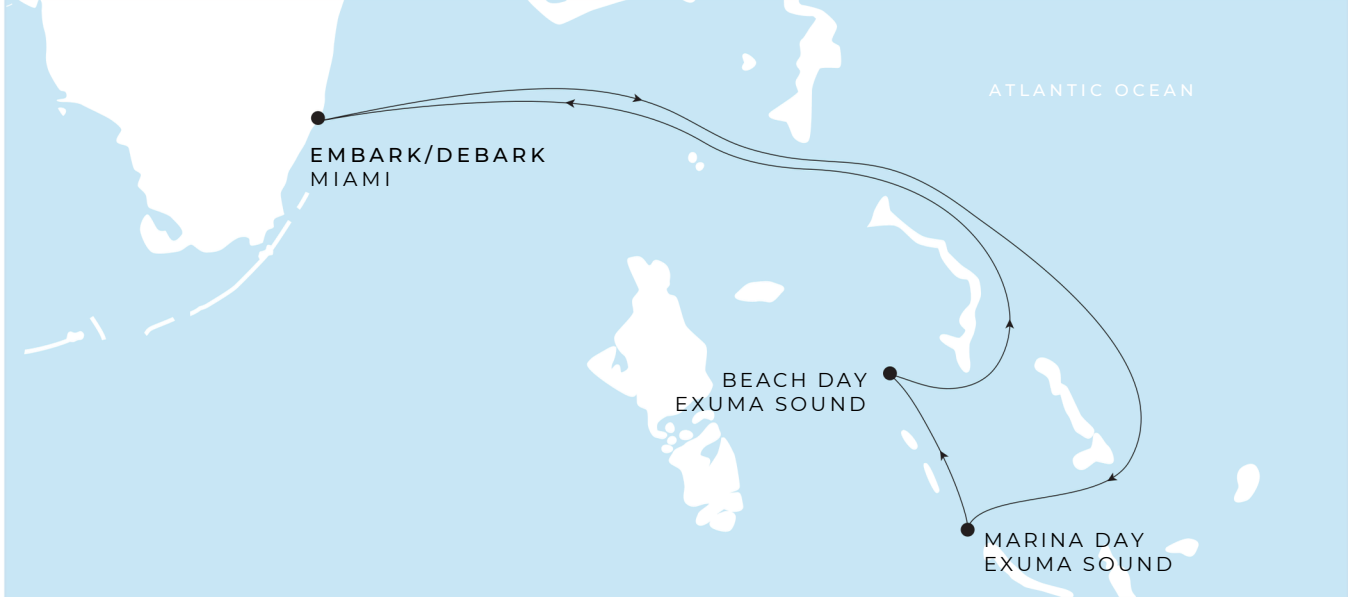 ATLANTIC OCEAN
EMBARK/DEBARK
MIAMI
BEACH DAY
EXUMA SOUND
MARINA DAY
EXUMA SOUND